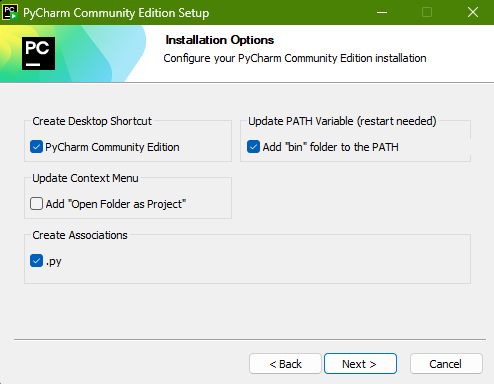 PyCharm Community Edition Setup
PC
Installation Options
Configure your PyCharm Community Edition installation
Create Desktop Shortcut
PyCharm Community Edition
Update PATH Variable (restart needed)
Add "bin" folder to the PATH
Update Context Menu
Add "Open Folder as Project"
Create Associations
.py
< Back
Next >
Cancel